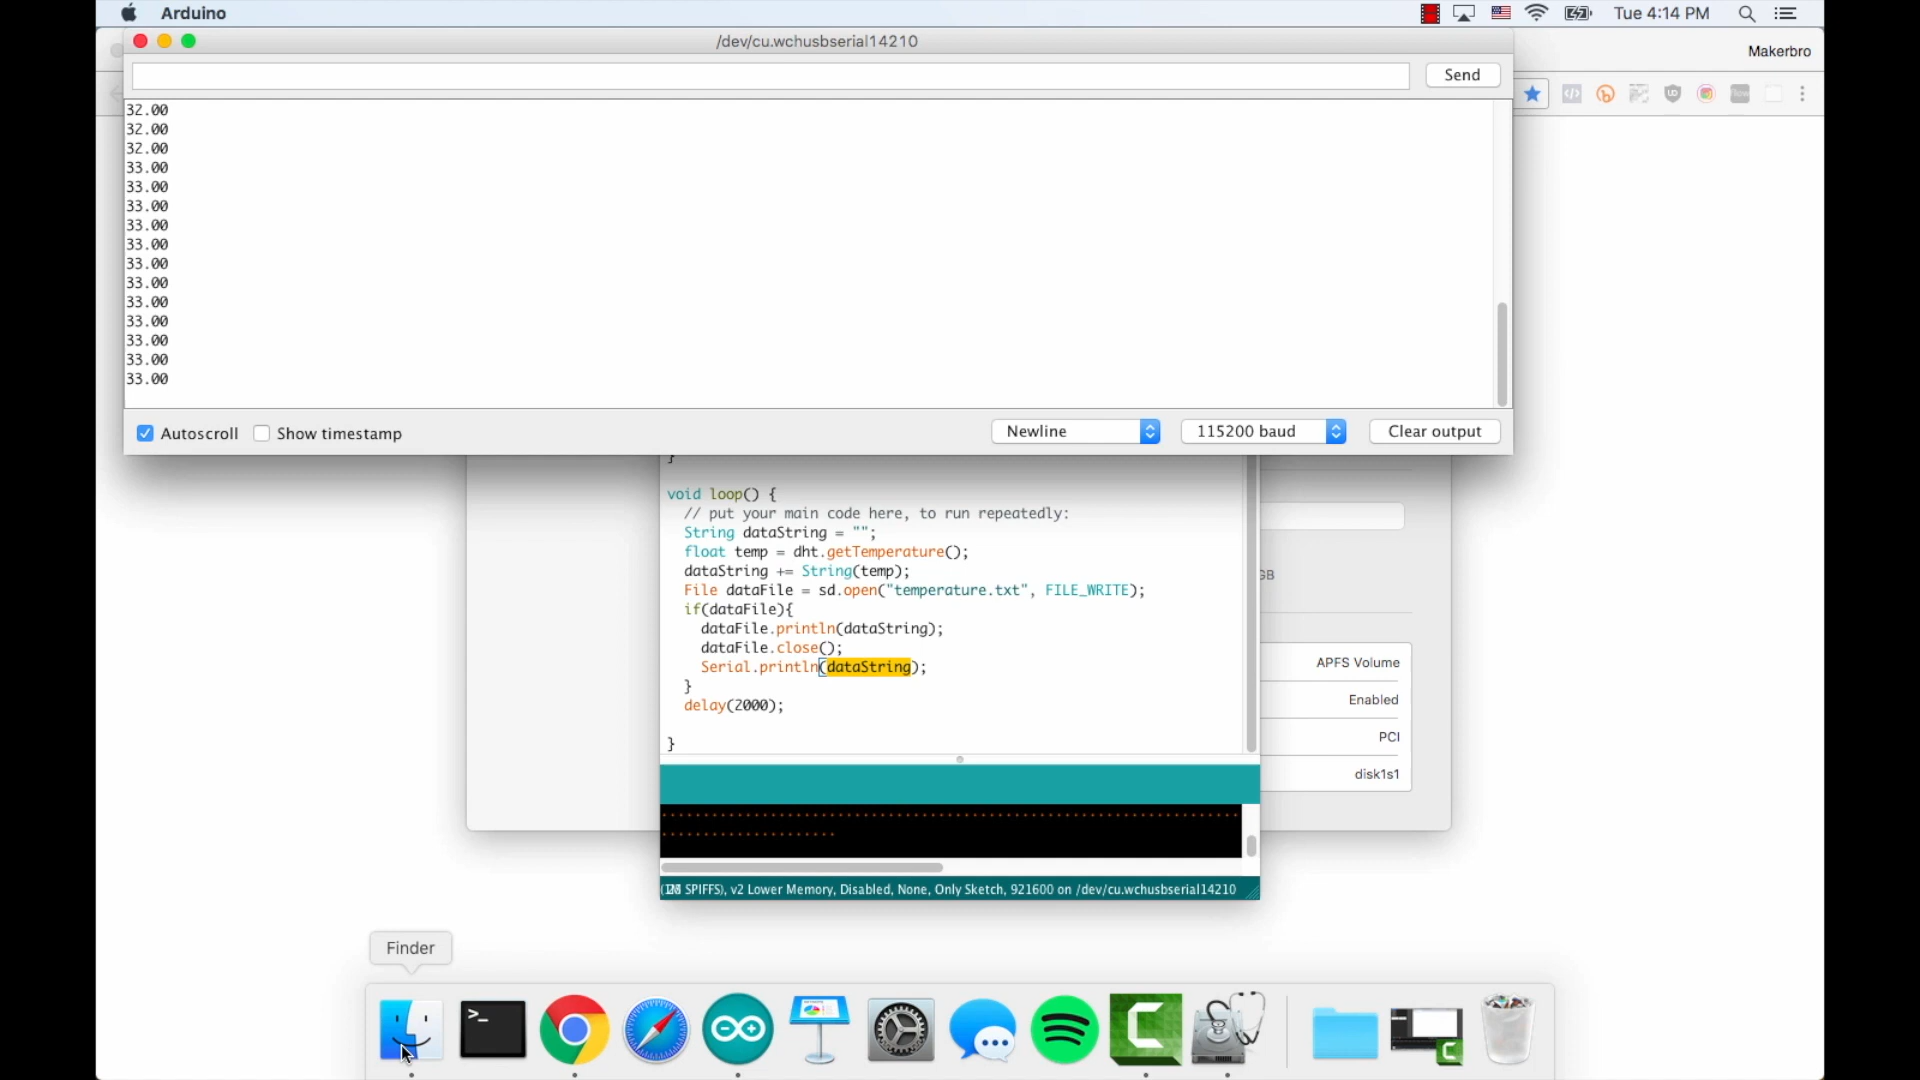 Arduino
Tue 4:14 PM
/dev/cu.wchusbserial14210
Makerbro
Send
32.00
32.00
32.00
33.00
33.00
33.00
33.00
33.00
33.00
33.00
33.00
33.00
33.00
33.00
33.00
Autoscroll
Show timestamp
Newline
115200 baud
Clear output
}
void loop() {
// put your main code here, to run repeatedly:
String dataString = "";
float temp = dht.getTemperature();
dataString += String(temp);
File dataFile = sd.open("temperature.txt", FILE_WRITE);
if(dataFile){
dataFile.println(dataString);
dataFile.close();
Serial.println(dataString);
}
delay(2000);
}
GB
APFS Volume
Enabled
PCI
disk1s1
SPIFFS), v2 Lower Memory, Disabled, None, Only Sketch, 921600 on /dev/cu.wchusbserial14210
Finder